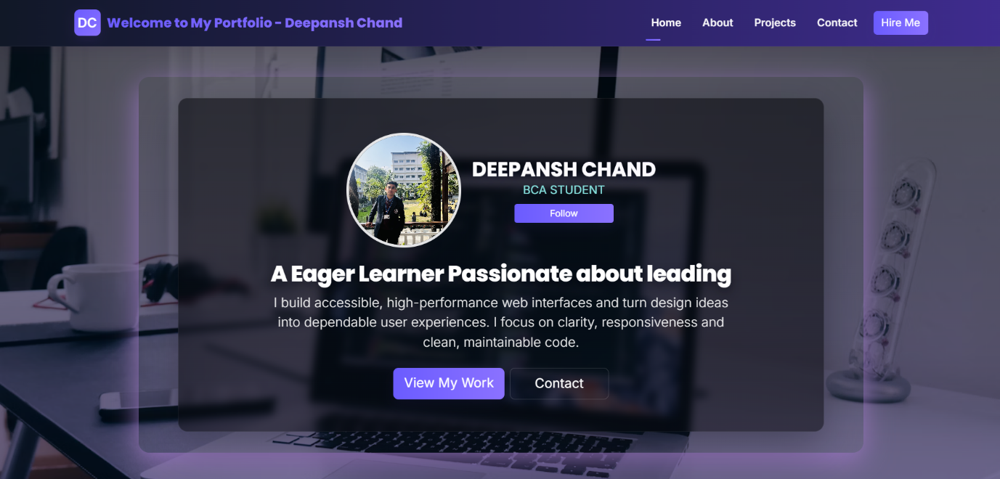 DC Welcome to My Portfolio - Deepansh Chand
Home About Projects Contact Hire Me
DEEPANSH CHAND
BCA STUDENT
Follow
A Eager Learner Passionate about leading
I build accessible, high-performance web interfaces and turn design ideas
into dependable user experiences. I focus on clarity, responsiveness and
clean, maintainable code.
View My Work Contact